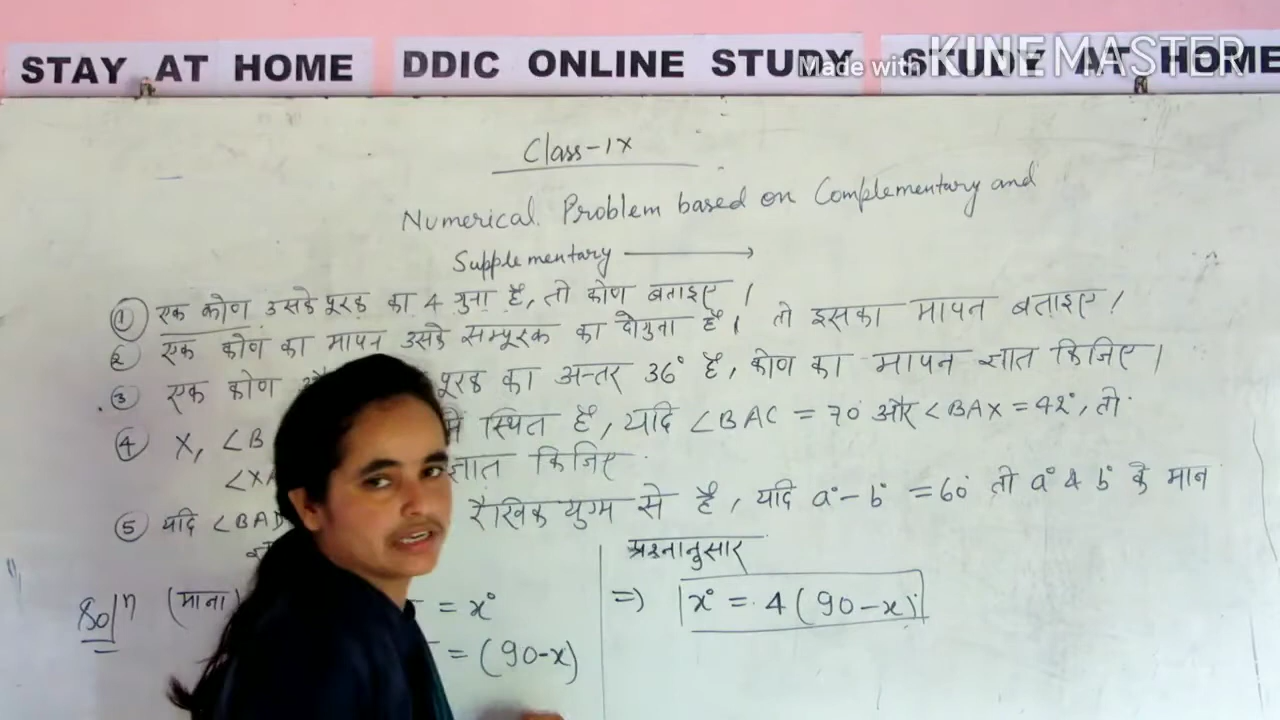 STAY AT HOME DDIC ONLINE STUDY STUDY AT HOME
Made with KINEMASTER
Class-IX
Numerical Problem based on Complementary and
Supplementary →
① एक कोण उसके पूरक का 4 गुना है, तो कोण बताइए ।
② एक कोण का मापन उसके सम्पूरक का दोगुना है। तो इसका मापन बताइए ।
③ एक कोण पूरक का अन्तर 36° है, कोण का मापन ज्ञात किजिए ।
④ X, ∠B में स्थित है, यदि ∠BAC = 70° और ∠BAX = 42°, तो
∠XA ज्ञात किजिए
⑤ यदि ∠BAD रैखिक युग्म से है, यदि a°-b° = 60° तो a° & b° के मान
Solⁿ (माना) = x°
= (90-x)
प्रश्नानुसार
=> x° = 4(90-x)